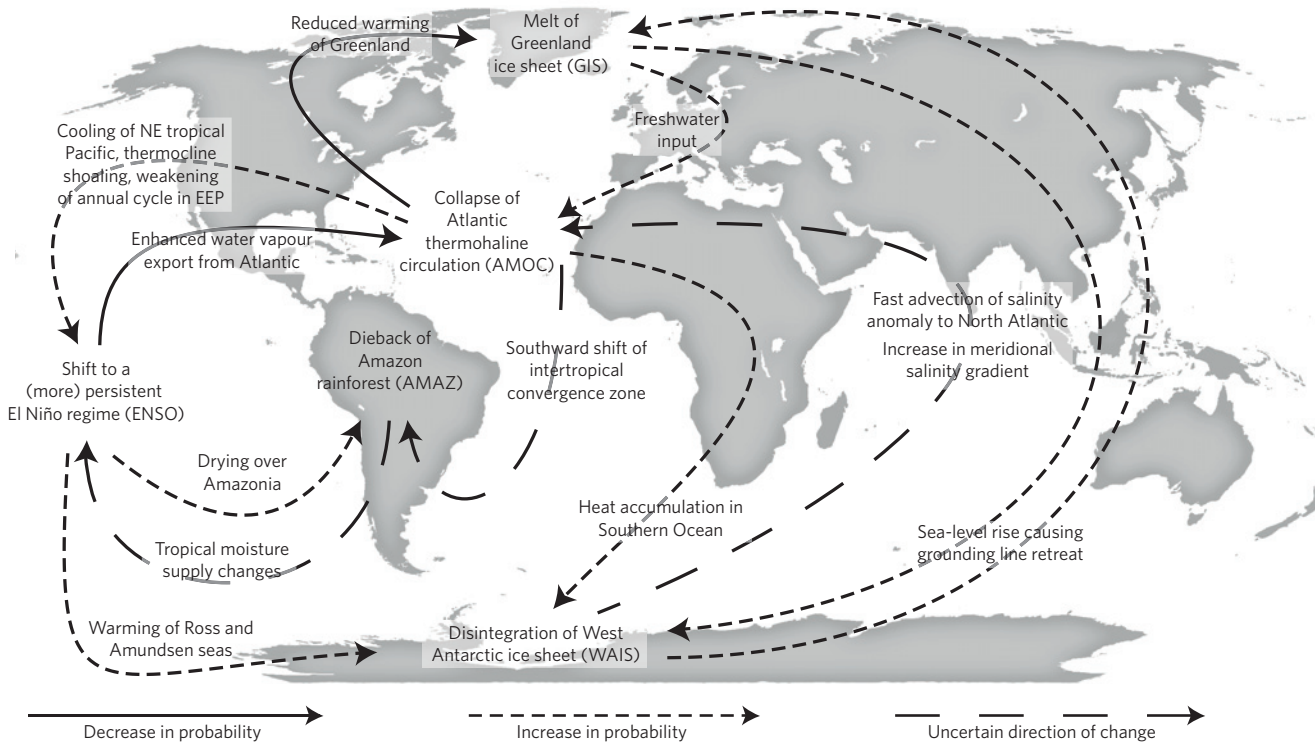 Reduced warming
of Greenland
Melt of
Greenland
ice sheet (GIS)
Freshwater
input
Cooling of NE tropical
Pacific, thermocline
shoaling, weakening
of annual cycle in EEP
Collapse of
Atlantic
thermohaline
circulation (AMOC)
Enhanced water vapour
export from Atlantic
Fast advection of salinity
anomaly to North Atlantic
Increase in meridional
salinity gradient
Dieback of
Amazon
rainforest (AMAZ)
Southward shift of
intertropical
convergence zone
Shift to a
(more) persistent
El Niño regime (ENSO)
Drying over
Amazonia
Heat accumulation in
Southern Ocean
Sea-level rise causing
grounding line retreat
Tropical moisture
supply changes
Warming of Ross and
Amundsen seas
Disintegration of West
Antarctic ice sheet (WAIS)
Decrease in probability
Increase in probability
Uncertain direction of change